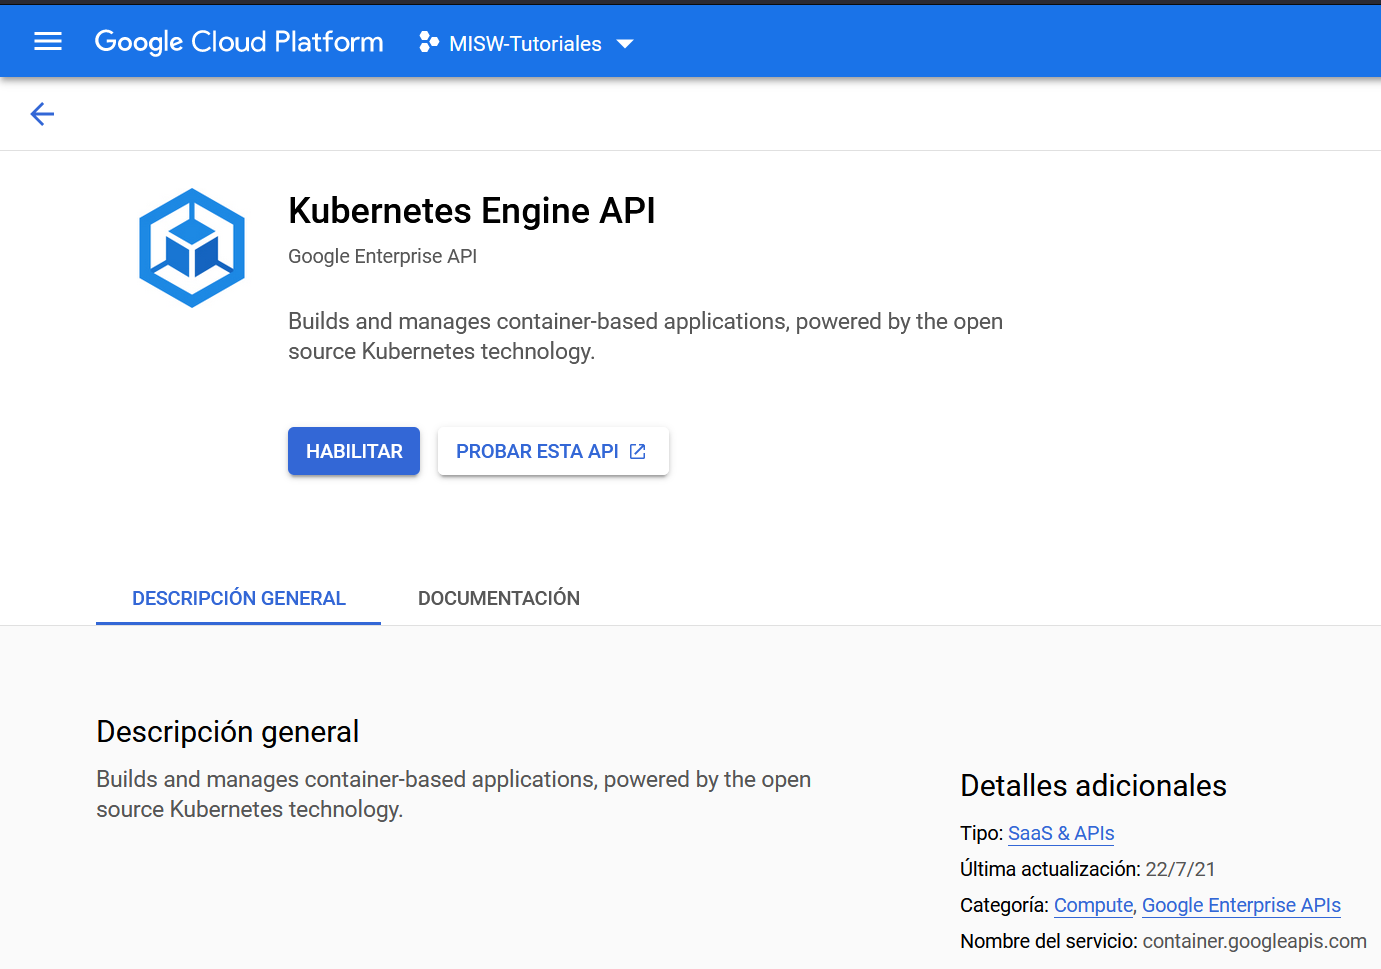 Google Cloud Platform
MISW-Tutoriales
Kubernetes Engine API
Google Enterprise API
Builds and manages container-based applications, powered by the open
source Kubernetes technology.
HABILITAR
PROBAR ESTA API
DESCRIPCIÓN GENERAL
DOCUMENTACIÓN
Descripción general
Builds and manages container-based applications, powered by the open
source Kubernetes technology.
Detalles adicionales
Tipo: SaaS & APIs
Última actualización: 22/7/21
Categoría: Compute, Google Enterprise APIs
Nombre del servicio: container.googleapis.com